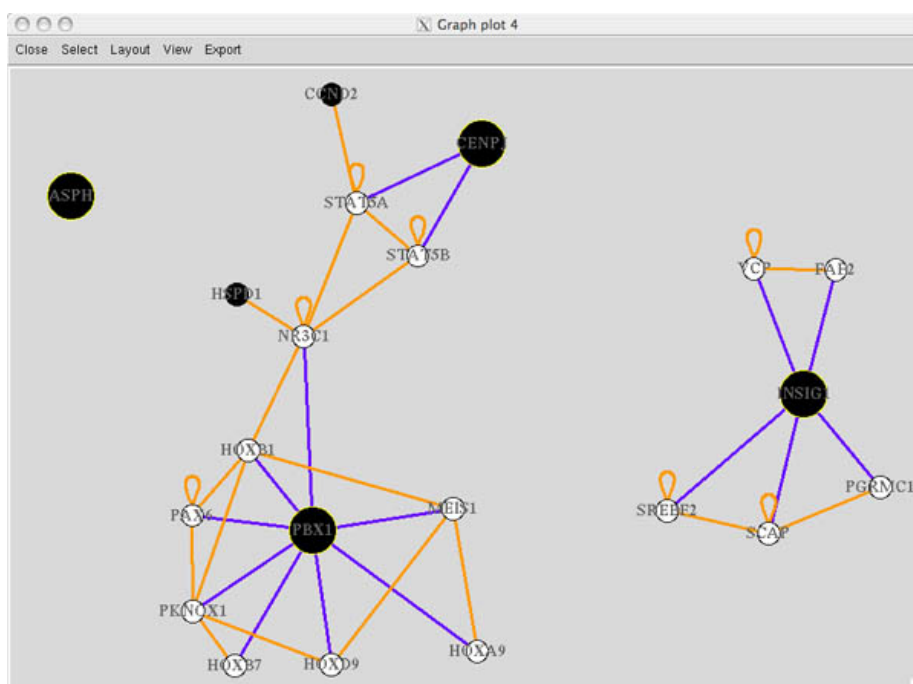 Graph plot 4
Close Select Layout View Export
CCND2
CENPJ
ASPH
STAT5A
STAT5B
VCP FAF2
HSPD1
NR3C1
INSIG1
HOXB1
PGRMC1
PAX6 MEIS1
SREBF2
PBX1
SCAP
PKNOX1
HOXB7 HOXD9 HOXA9